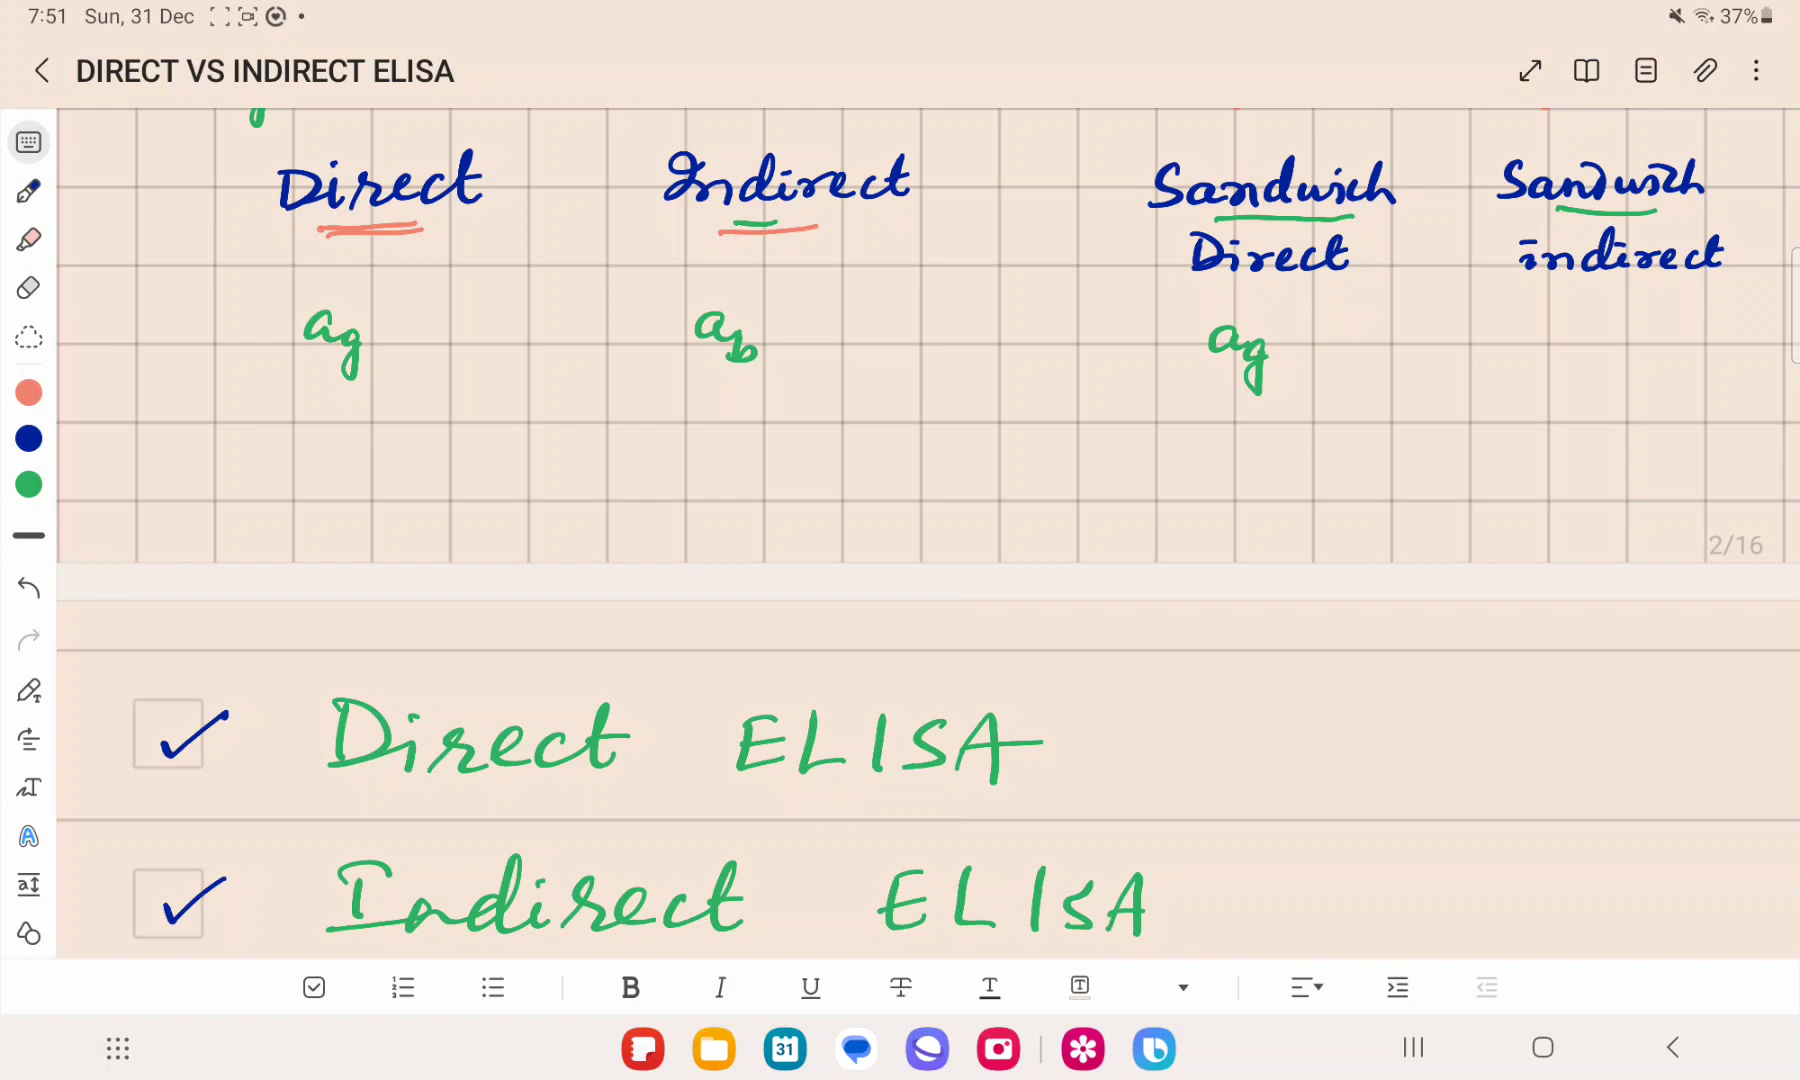 7:51 Sun, 31 Dec
37%
DIRECT VS INDIRECT ELISA
Direct Indirect Sandwich Sandwich
Direct indirect
ag ab ag
2/16
Direct ELISA
Indirect ELISA
B I U T T
31